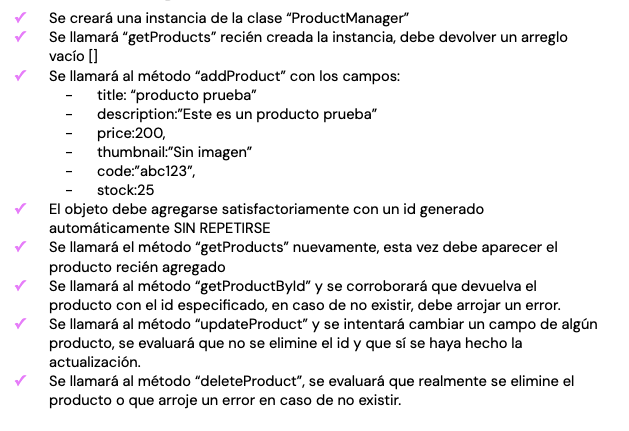 ✓ Se creará una instancia de la clase “ProductManager”
✓ Se llamará “getProducts” recién creada la instancia, debe devolver un arreglo
vacío []
✓ Se llamará al método “addProduct” con los campos:
- title: “producto prueba”
- description:”Este es un producto prueba”
- price:200,
- thumbnail:”Sin imagen”
- code:”abc123”,
- stock:25
✓ El objeto debe agregarse satisfactoriamente con un id generado
automáticamente SIN REPETIRSE
✓ Se llamará el método “getProducts” nuevamente, esta vez debe aparecer el
producto recién agregado
✓ Se llamará al método “getProductById” y se corroborará que devuelva el
producto con el id especificado, en caso de no existir, debe arrojar un error.
✓ Se llamará al método “updateProduct” y se intentará cambiar un campo de algún
producto, se evaluará que no se elimine el id y que sí se haya hecho la
actualización.
✓ Se llamará al método “deleteProduct”, se evaluará que realmente se elimine el
producto o que arroje un error en caso de no existir.